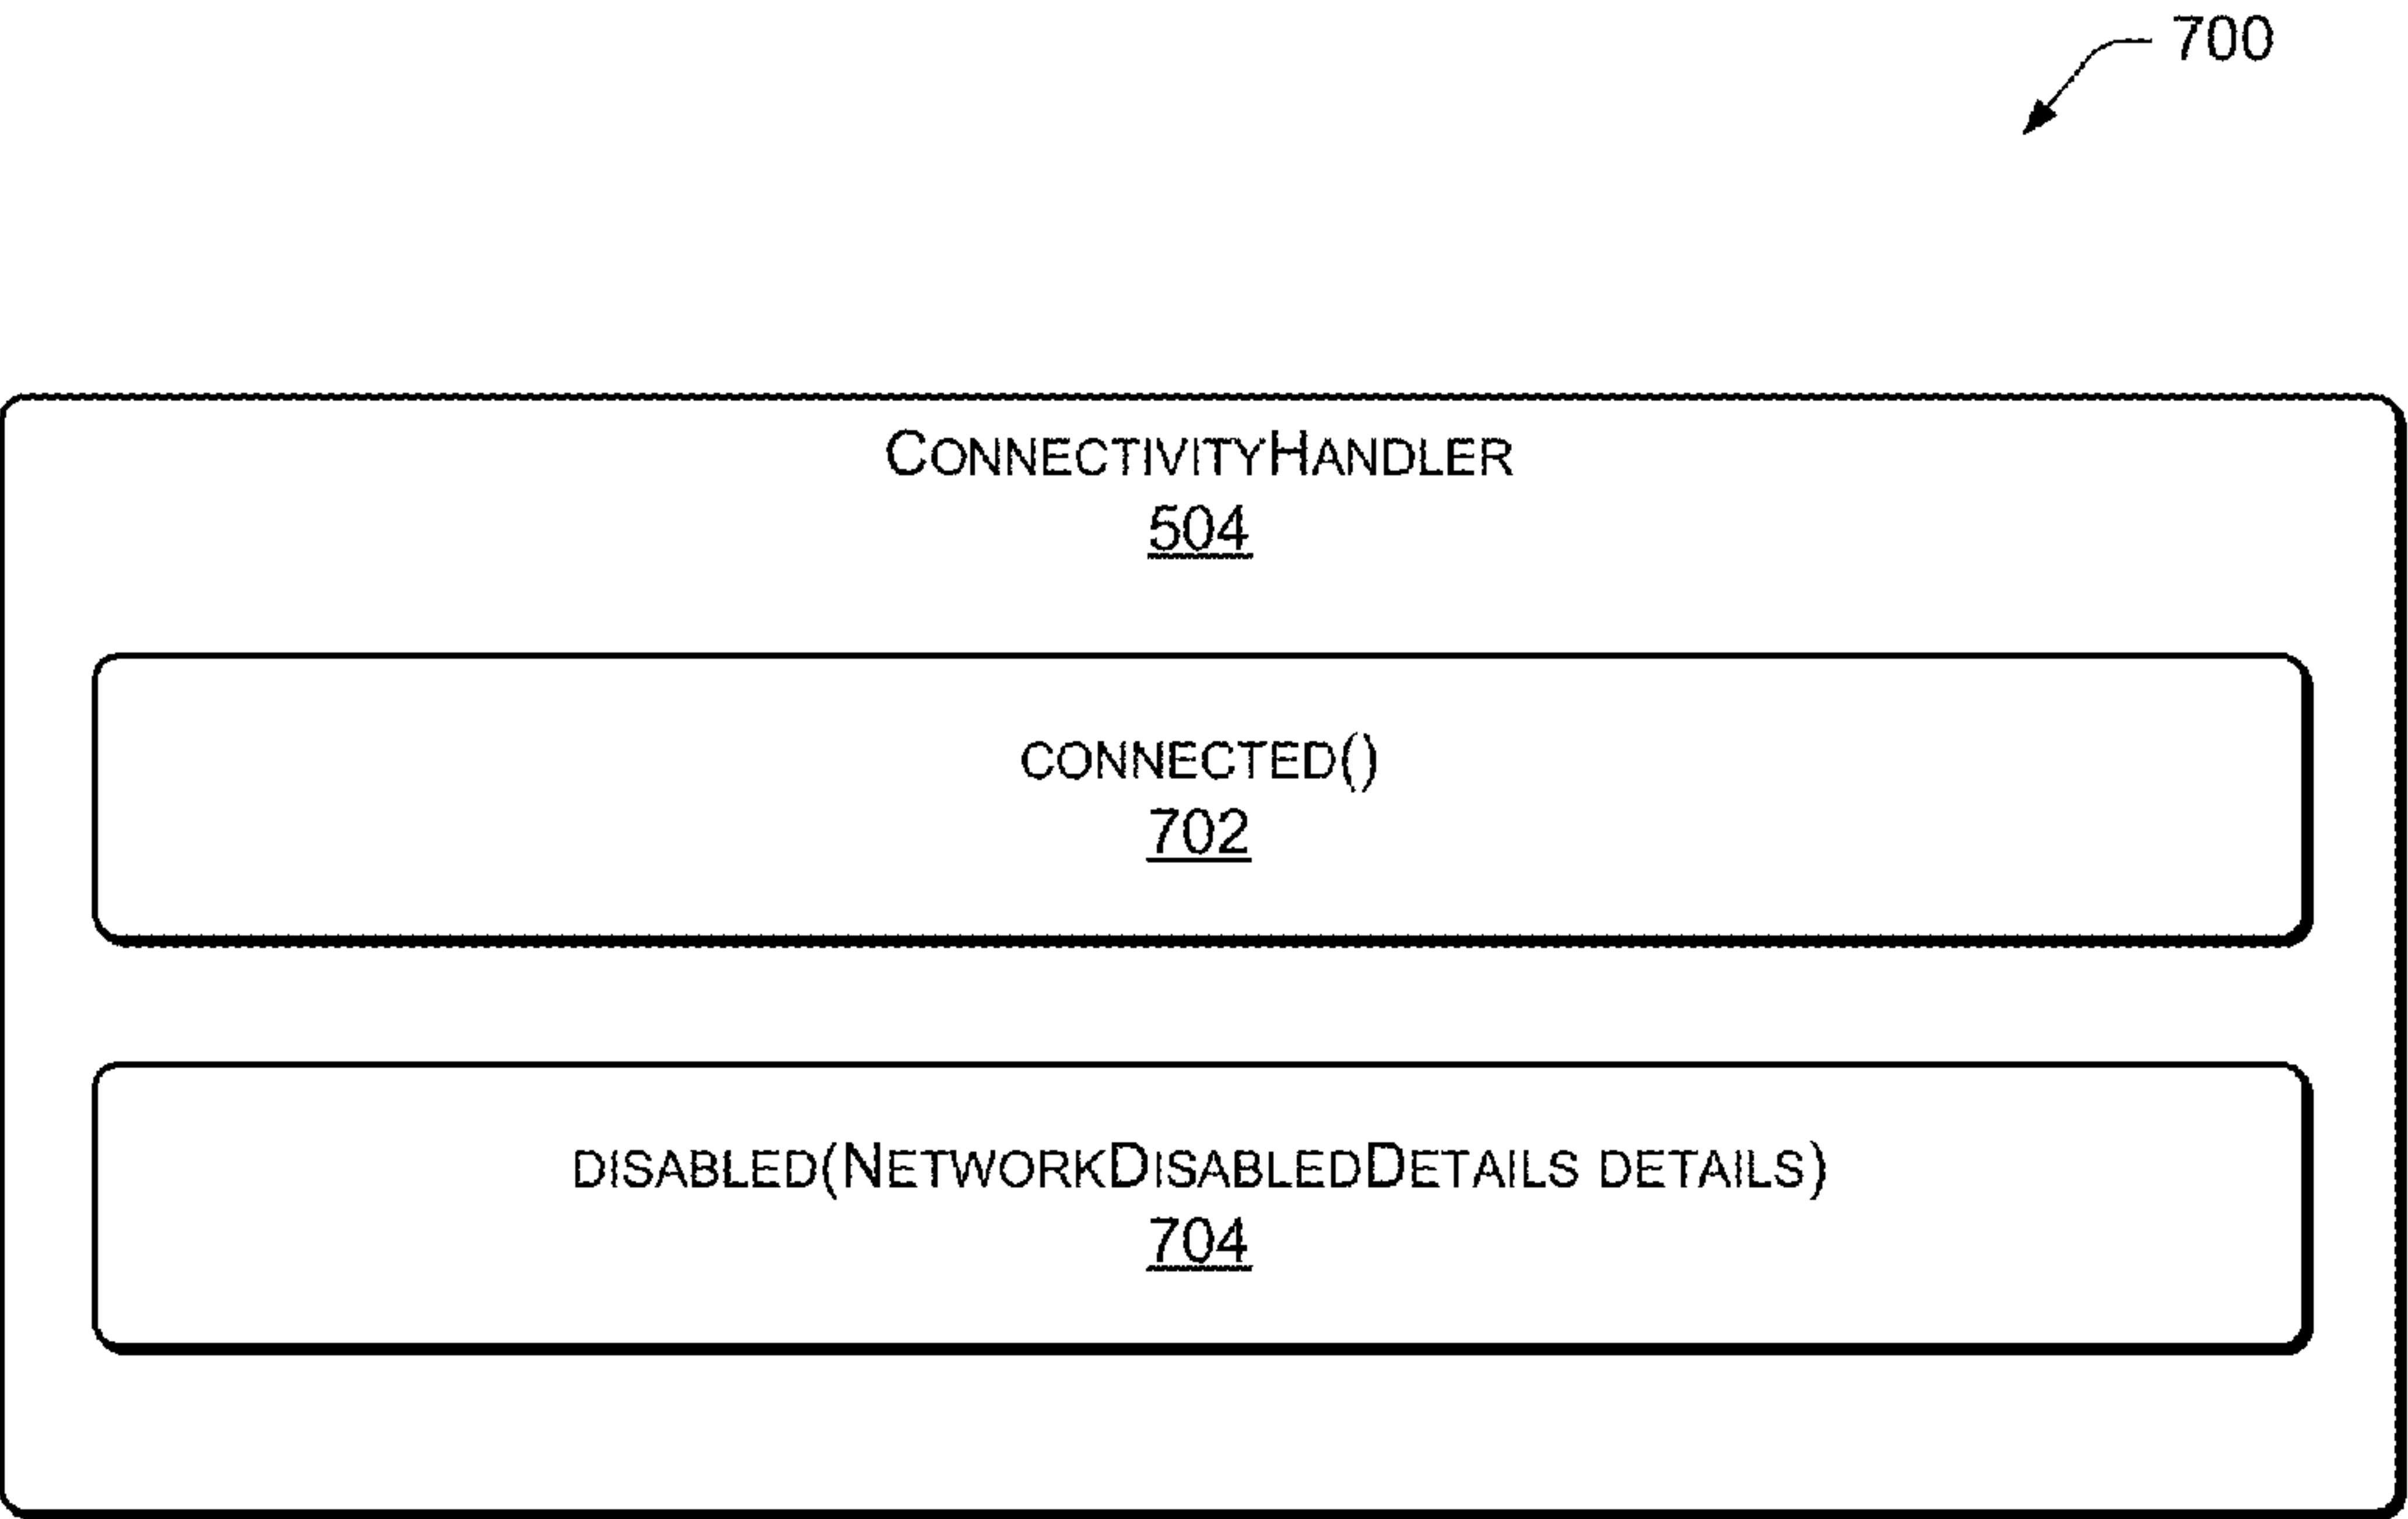 700
ConnectivityHandler
504
connected()
702
disabled(NetworkDisabledDetails details)
704